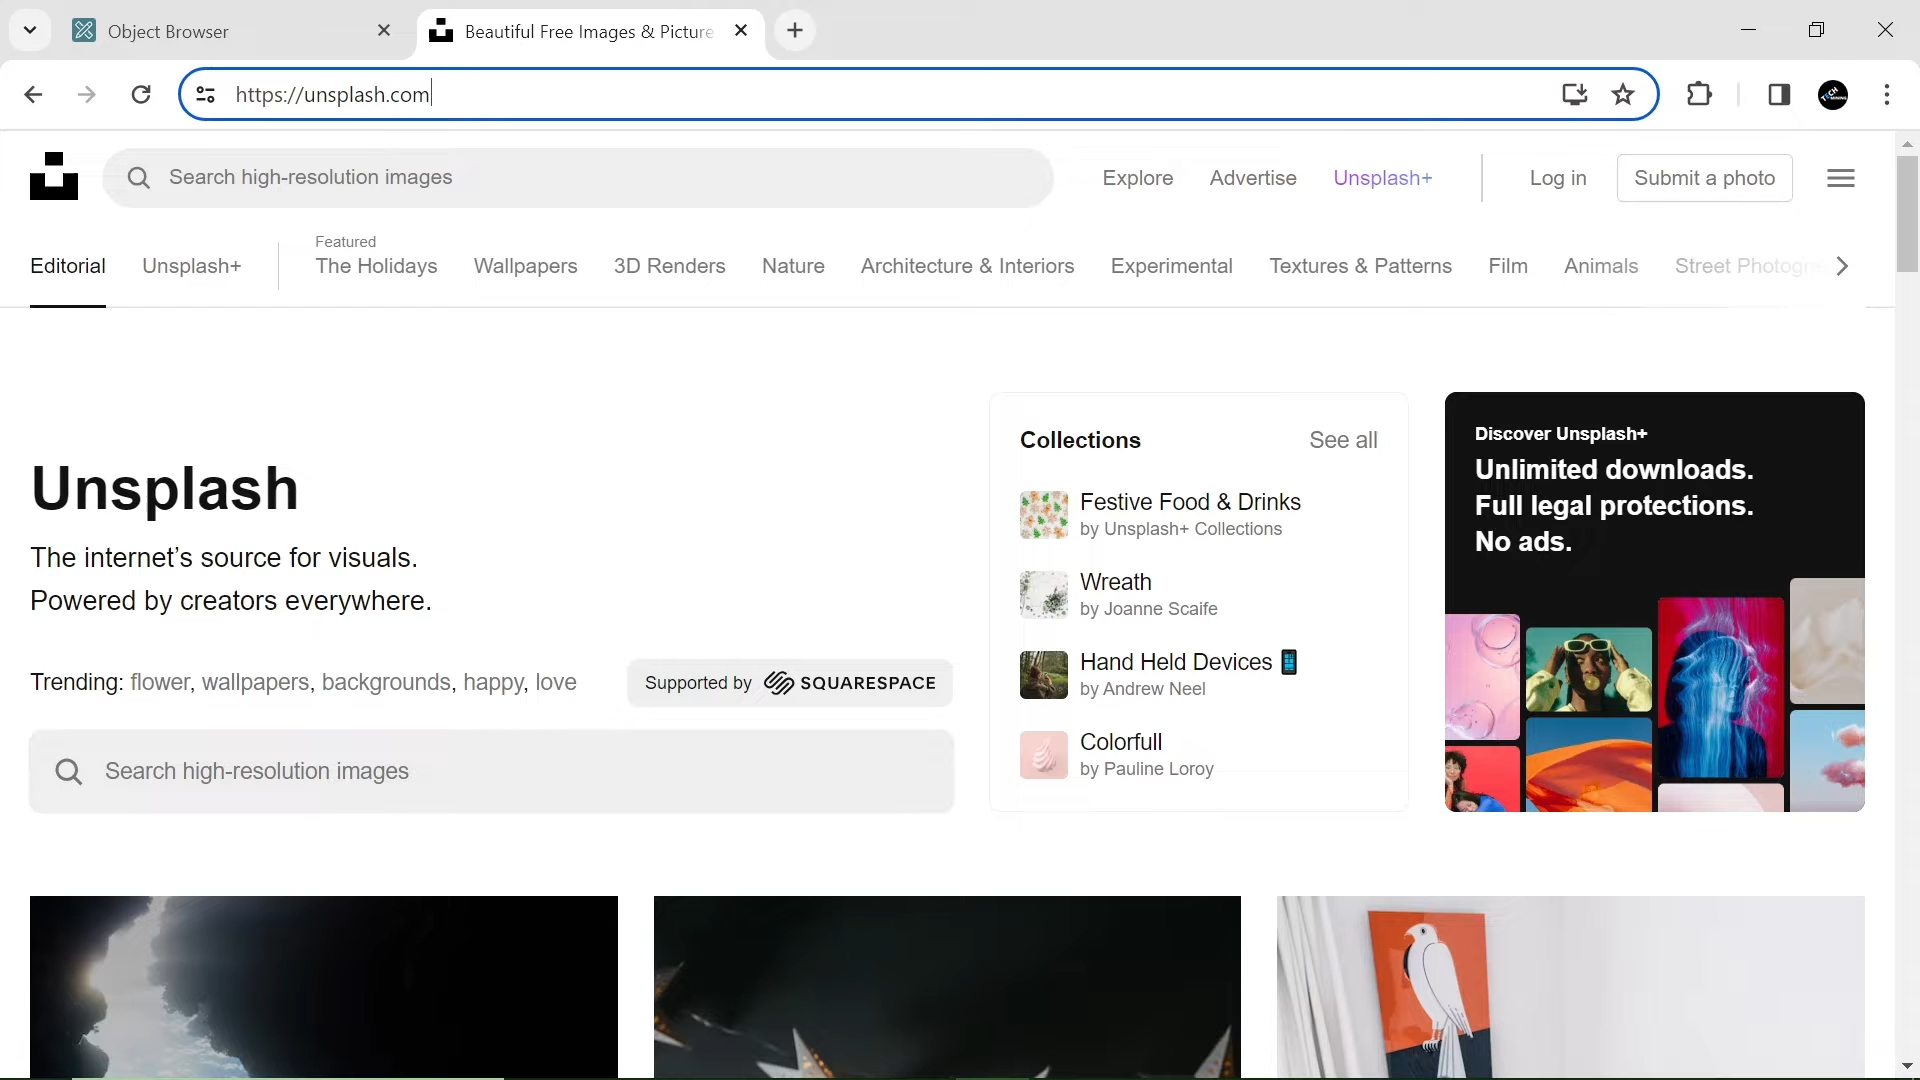 Object Browser
Beautiful Free Images & Picture
https://unsplash.com
Search high-resolution images
Explore
Advertise
Unsplash+
Log in
Submit a photo
Editorial
Unsplash+
Featured
The Holidays
Wallpapers
3D Renders
Nature
Architecture & Interiors
Experimental
Textures & Patterns
Film
Animals
Street Photogr
Unsplash
The internet’s source for visuals.
Powered by creators everywhere.
Trending: flower, wallpapers, backgrounds, happy, love
Supported by SQUARESPACE
Search high-resolution images
Collections
See all
Festive Food & Drinks
by Unsplash+ Collections
Wreath
by Joanne Scaife
Hand Held Devices
by Andrew Neel
Colorfull
by Pauline Loroy
Discover Unsplash+
Unlimited downloads.
Full legal protections.
No ads.